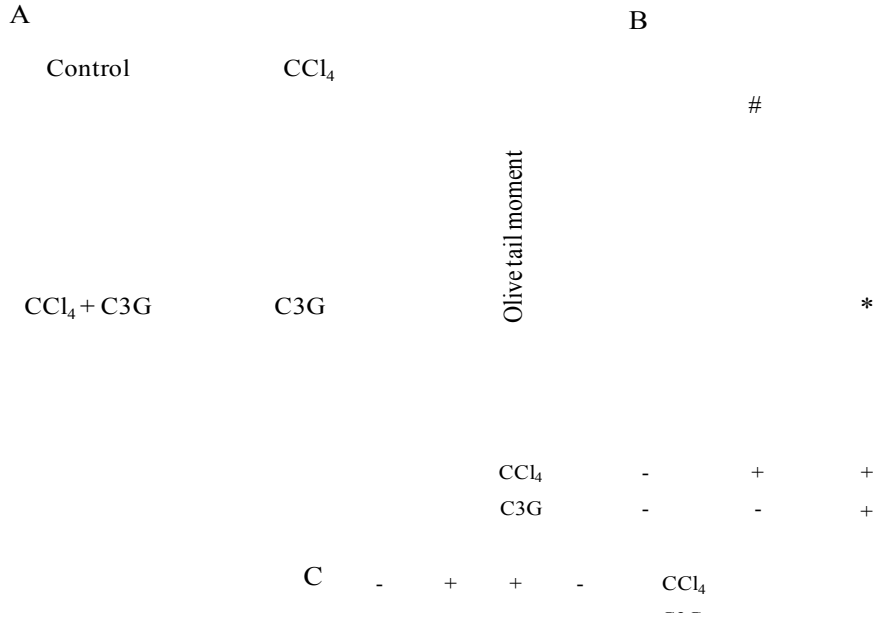 A
B
Control CCl₄
#
Olive tail moment
CCl₄ + C3G C3G
*
CCl₄ - + +
C3G - - +
C - + + - CCl₄